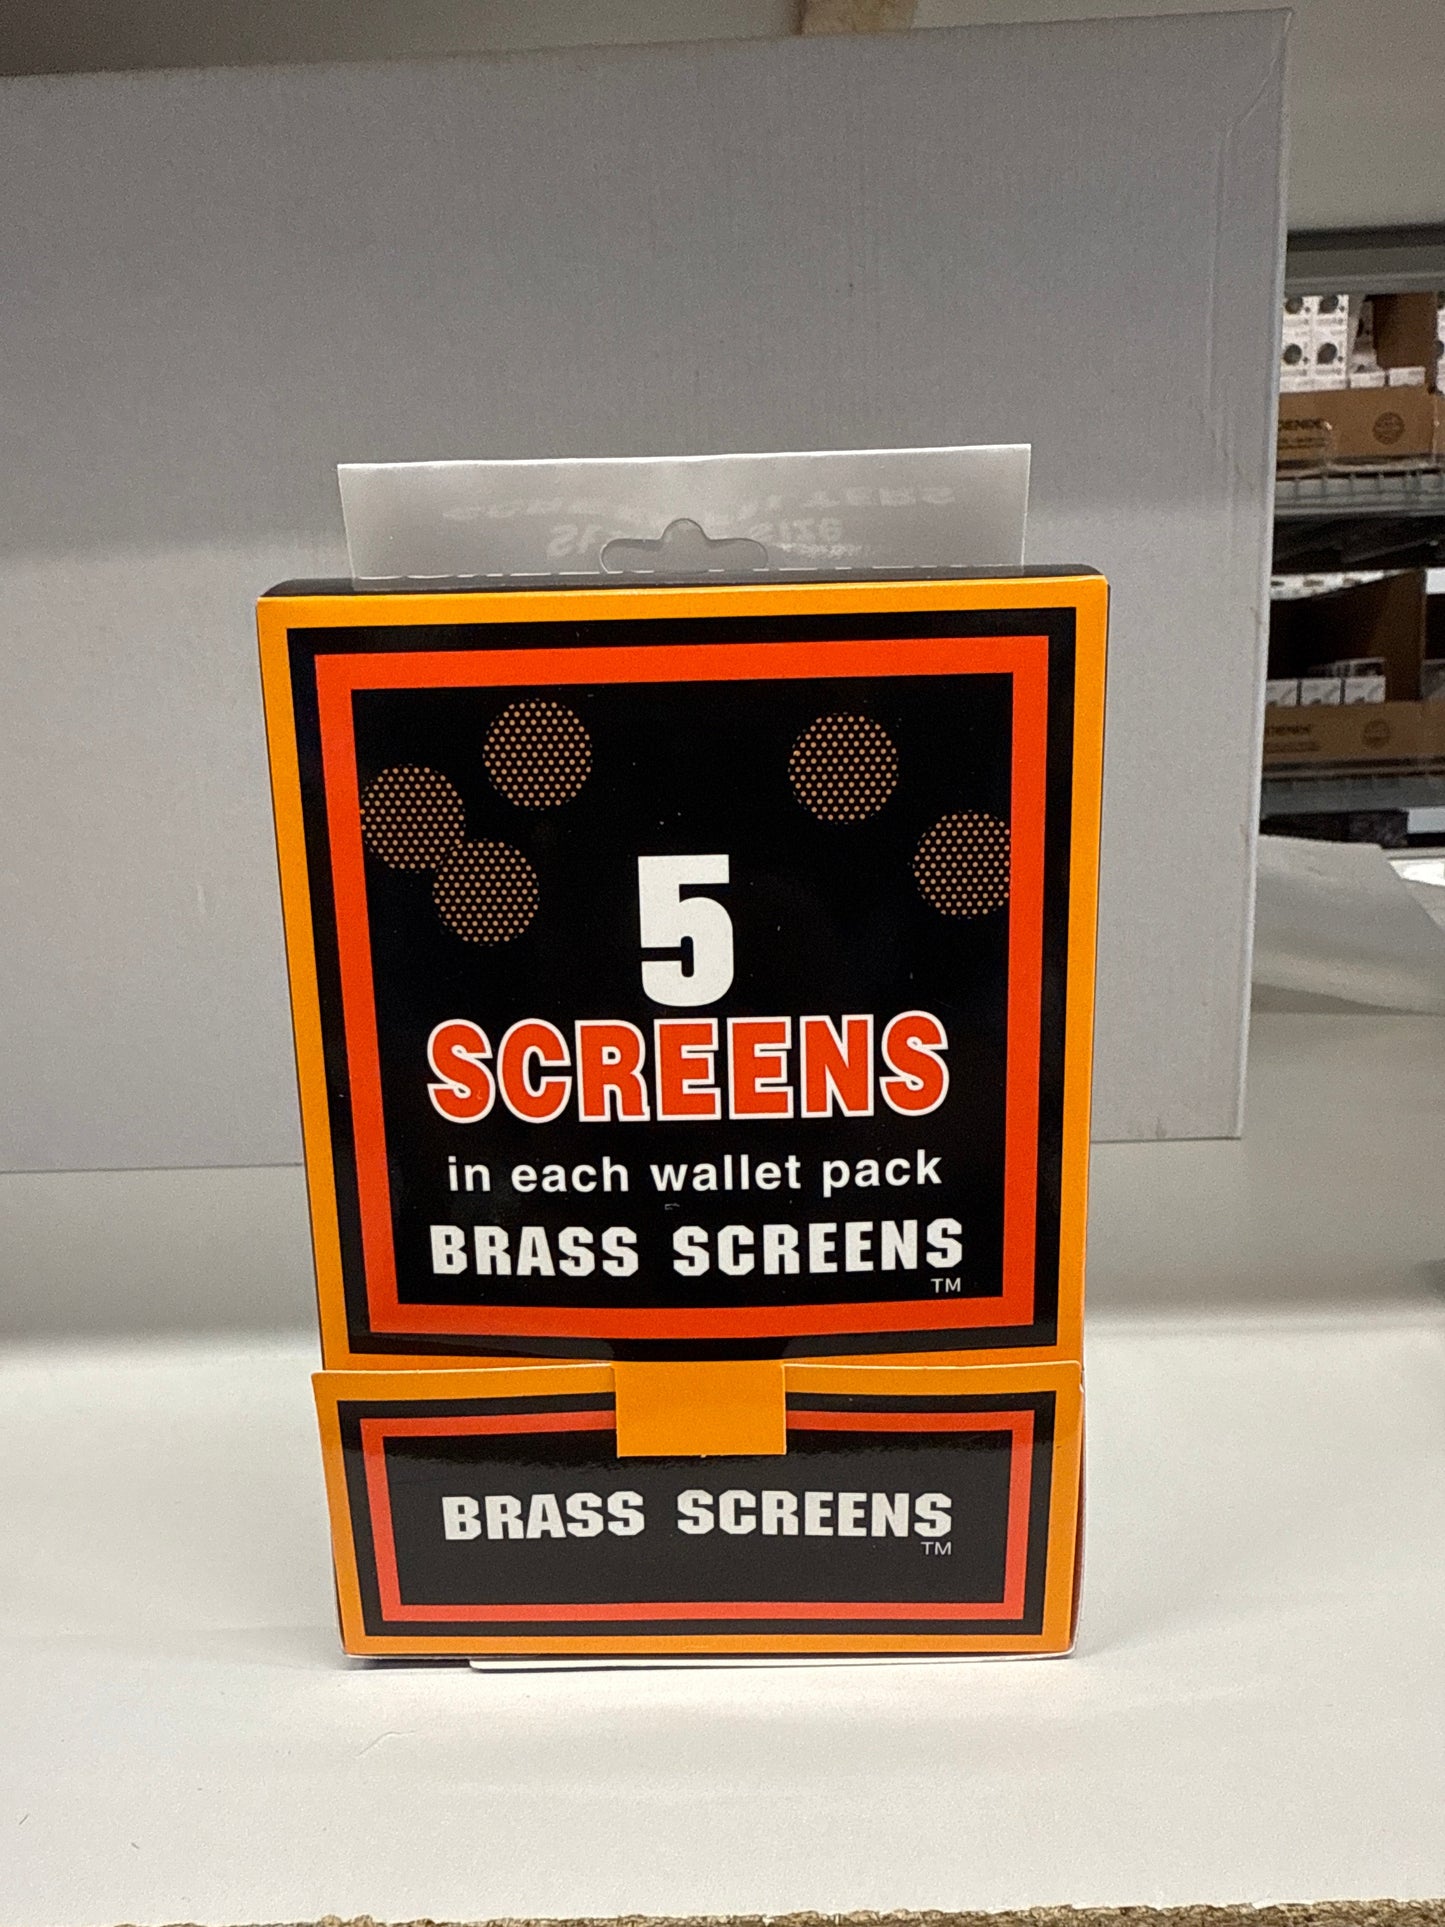 5
SCREENS
in each wallet pack
BRASS SCREENS
TM
BRASS SCREENS
TM